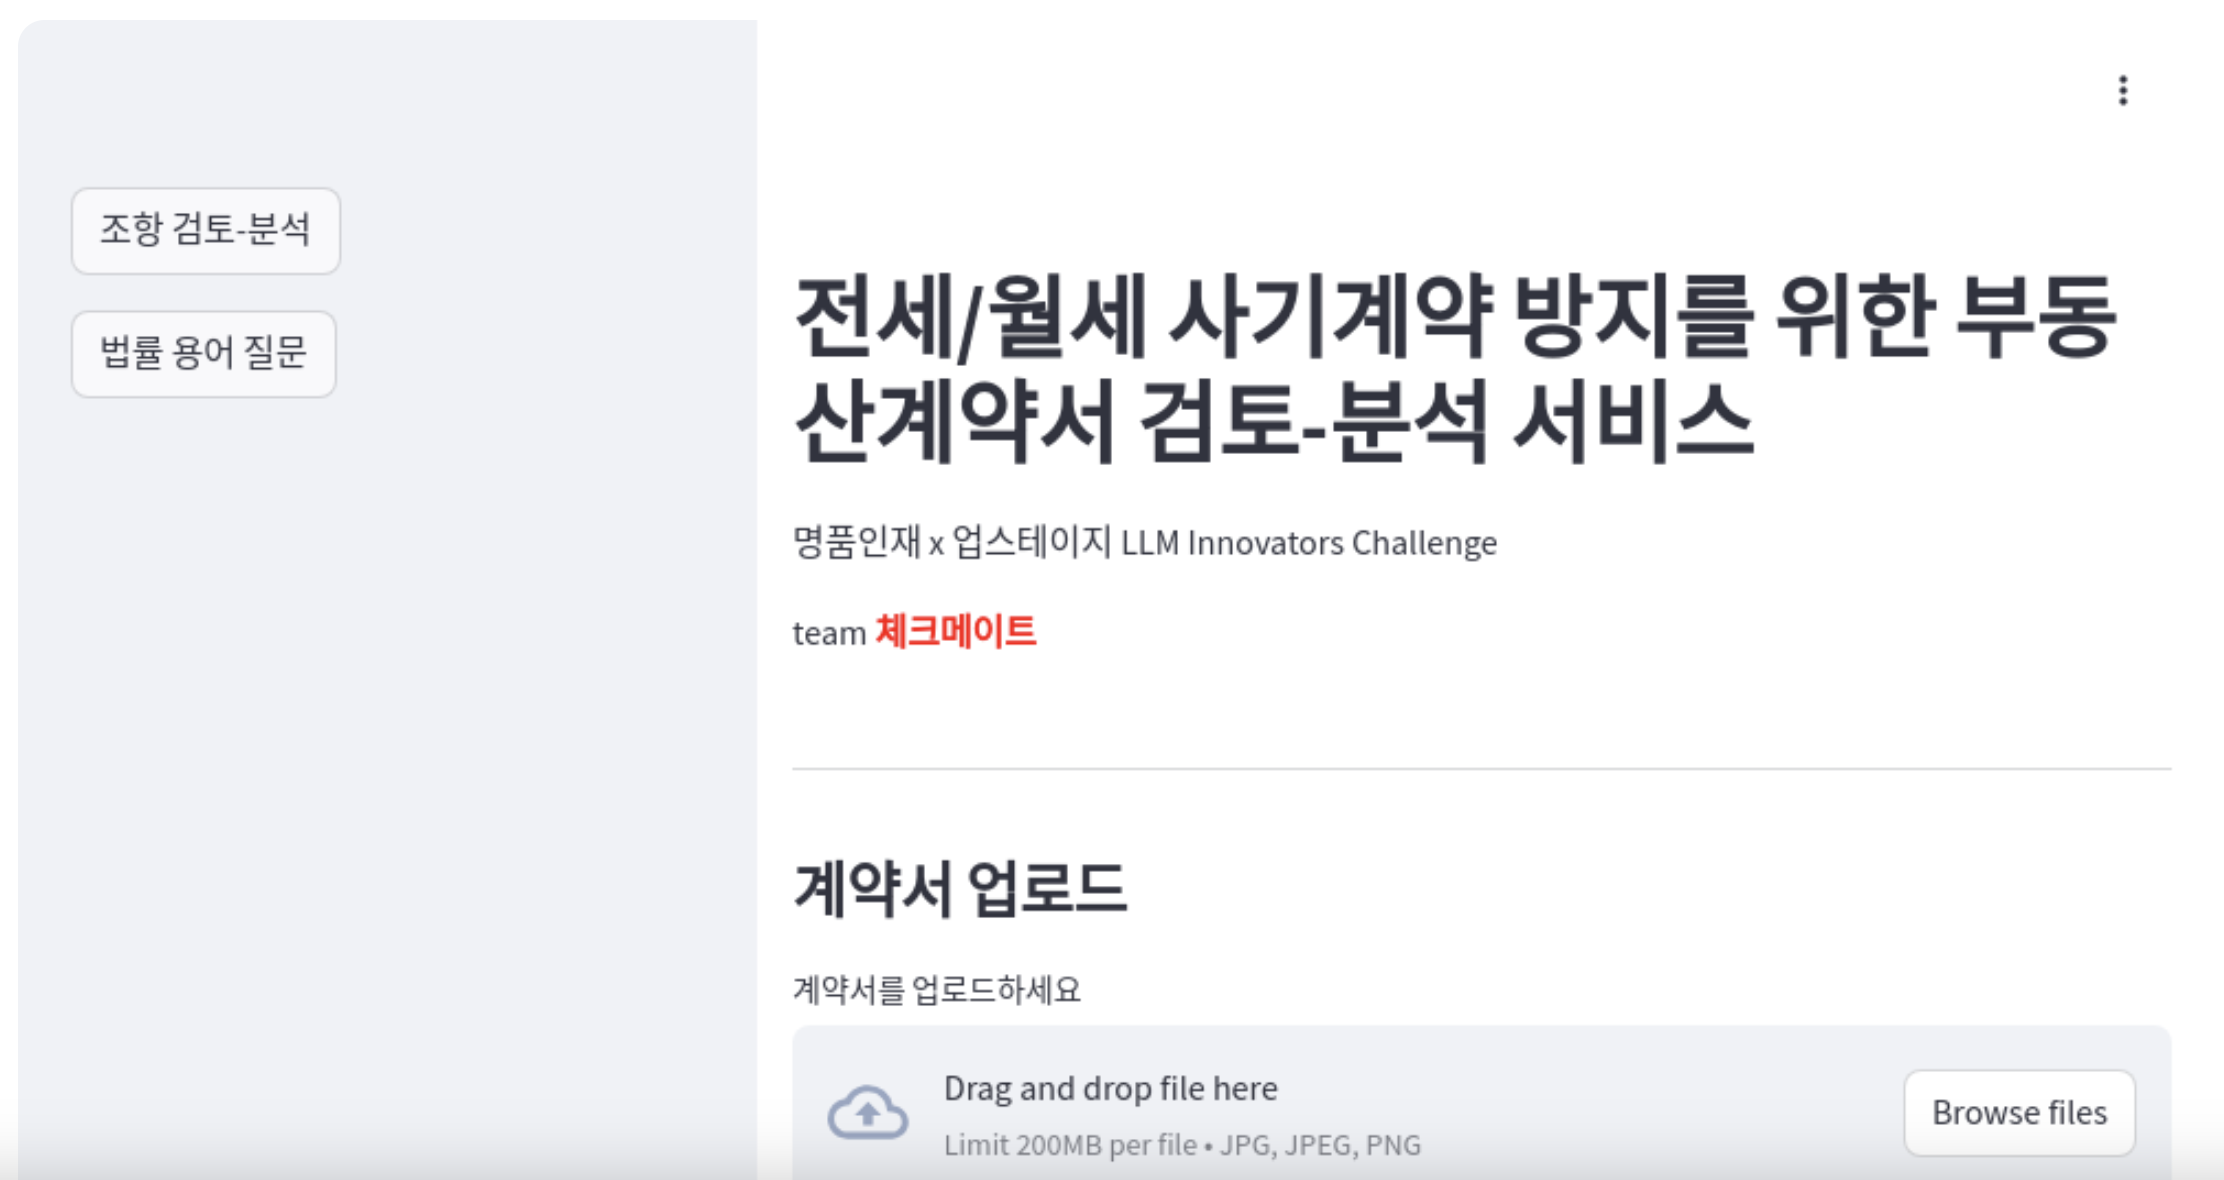 조항 검토-분석
법률 용어 질문
전세/월세 사기계약 방지를 위한 부동
산계약서 검토-분석 서비스
명품인재 x 업스테이지 LLM Innovators Challenge
team 체크메이트
계약서 업로드
계약서를 업로드하세요
Drag and drop file here
Limit 200MB per file • JPG, JPEG, PNG
Browse files